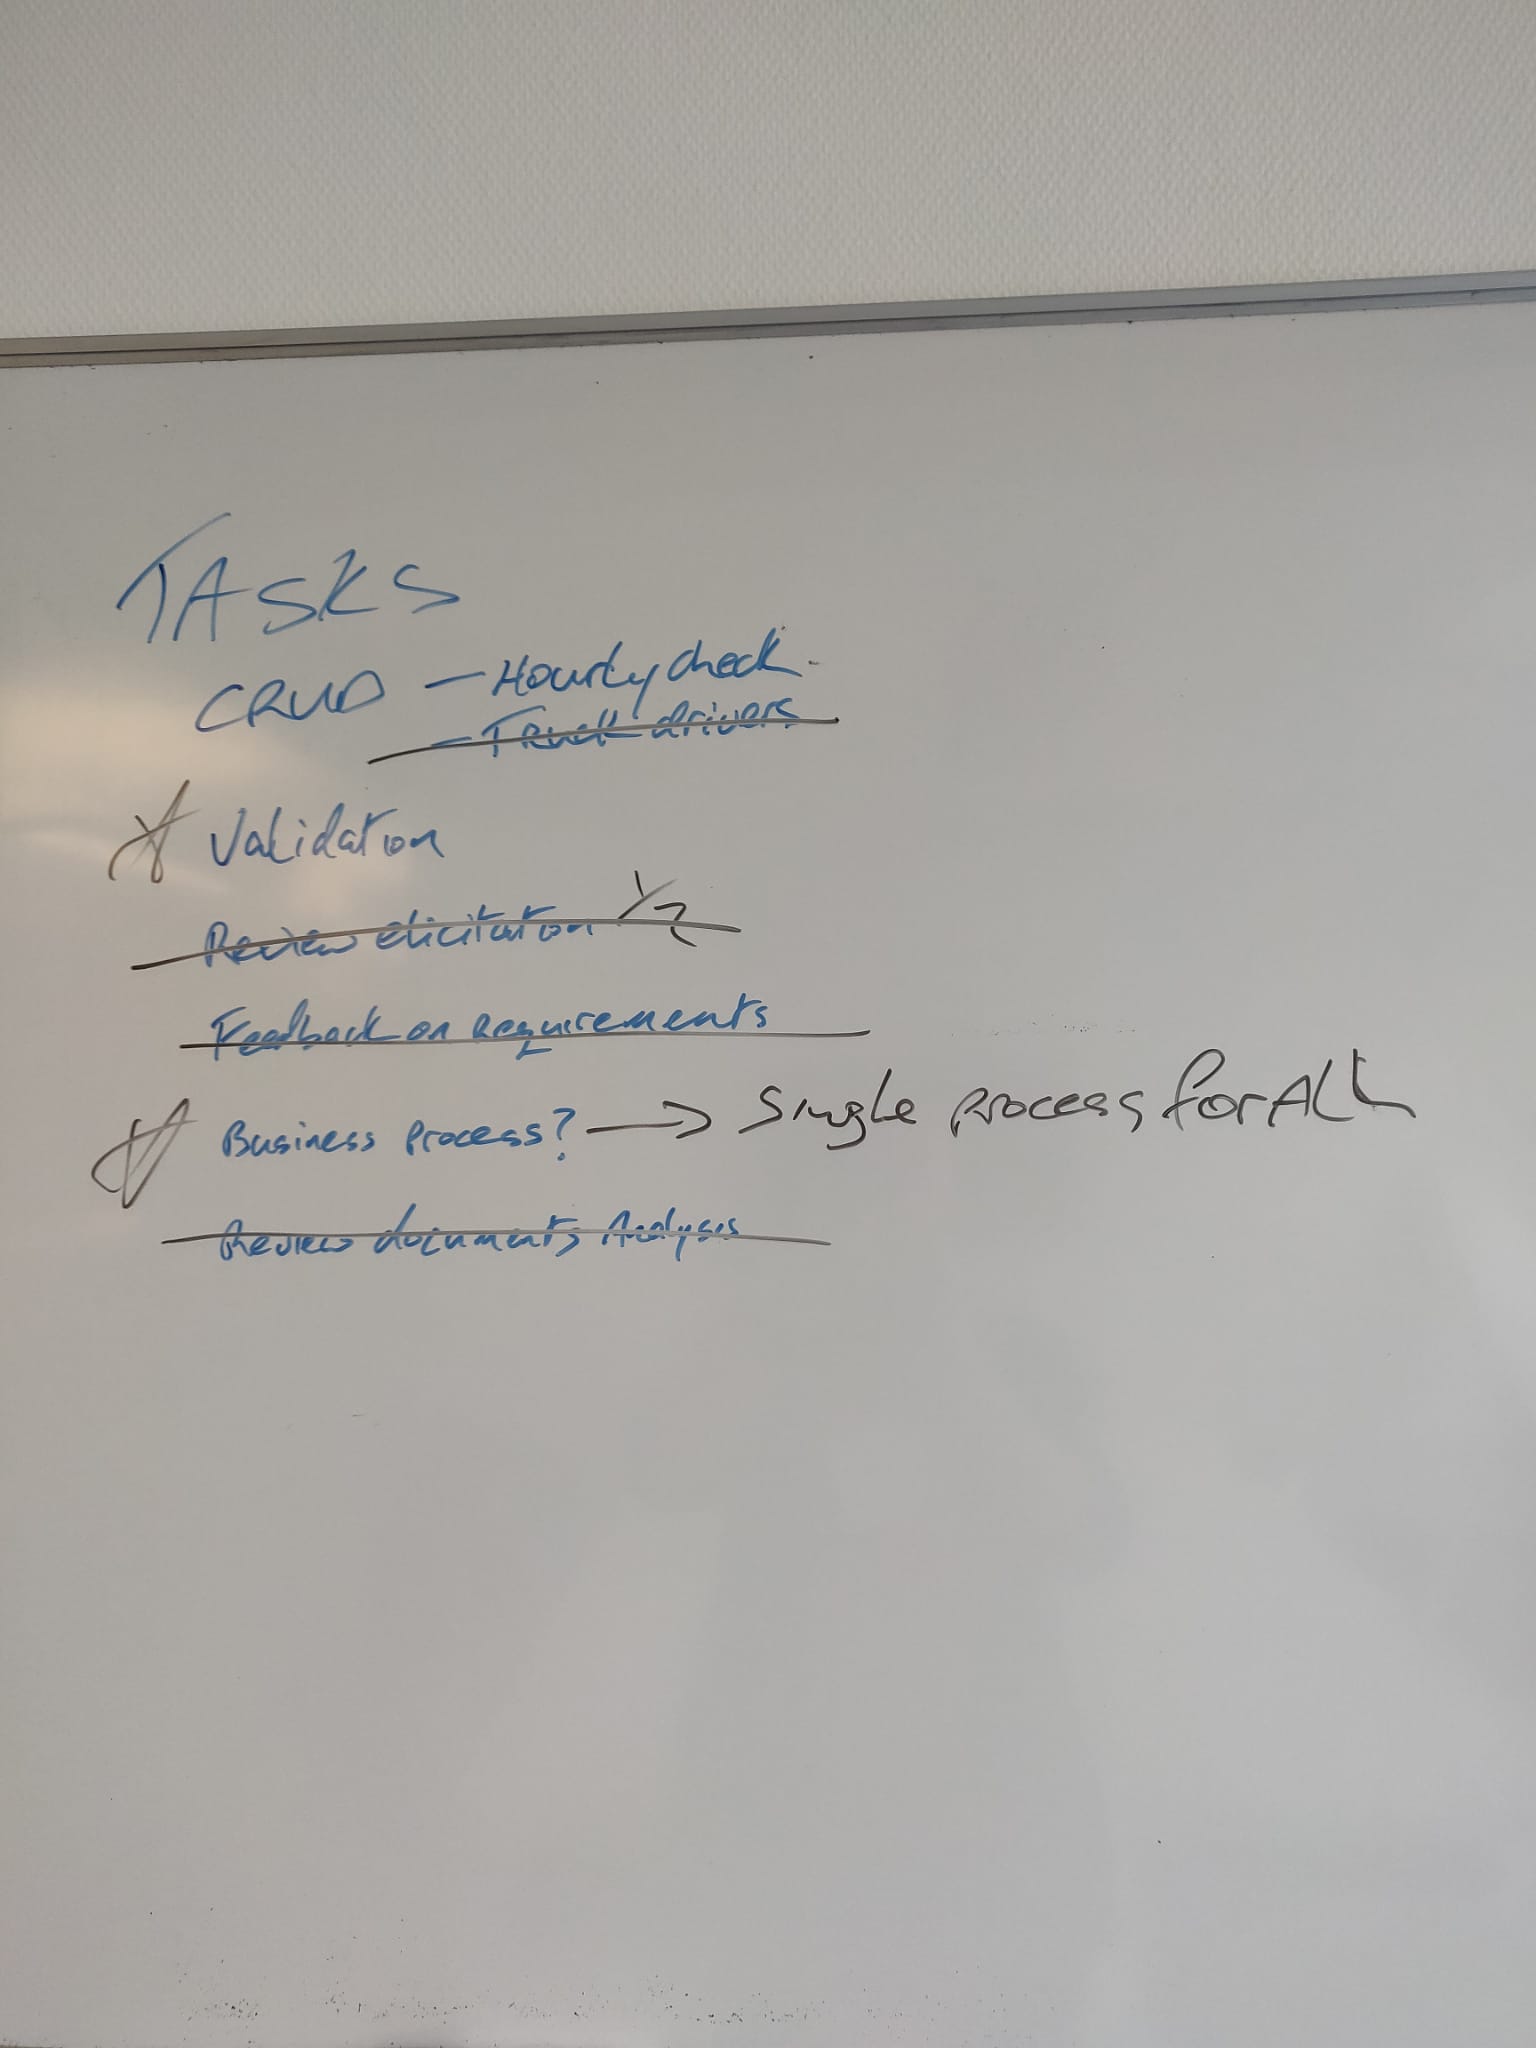 TASKS
CRUD - Hourly check
- Truck drivers
Validation
Review elicitation 1/2
Feedback on Requirements
Business Process? → Single Process for ALL
Review documents Analysis